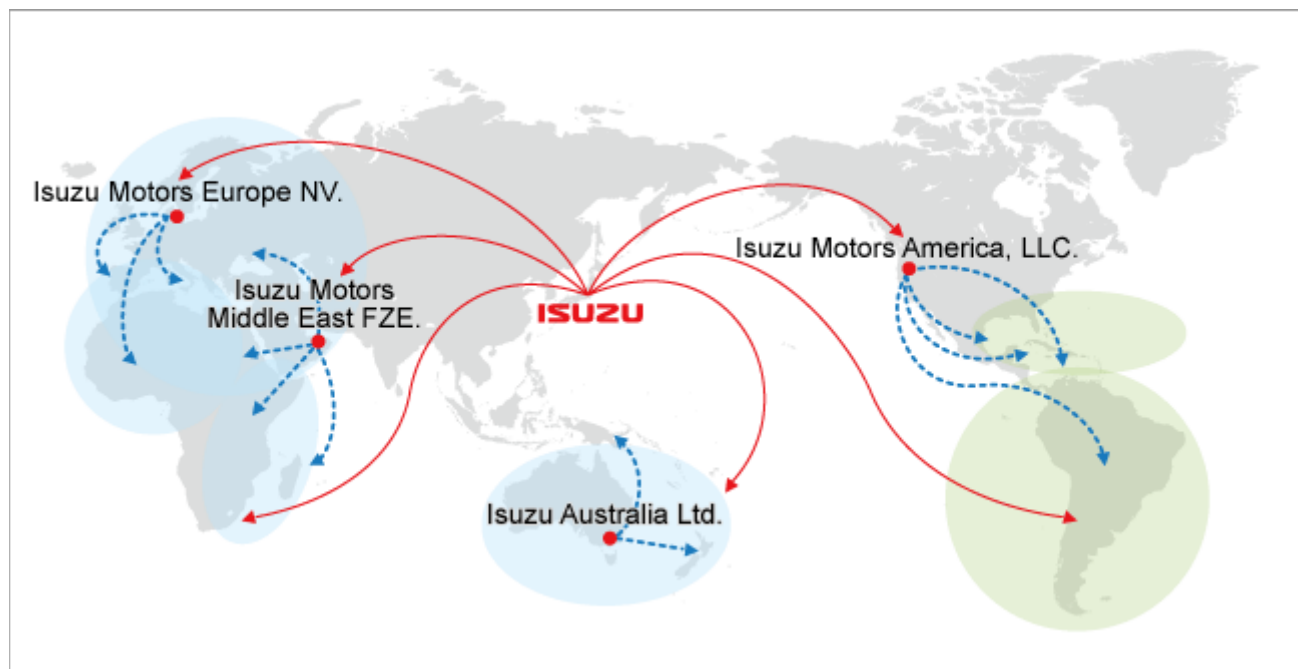 Isuzu Motors Europe NV.
Isuzu Motors America, LLC.
Isuzu Motors
Middle East FZE.
ISUZU
Isuzu Australia Ltd.